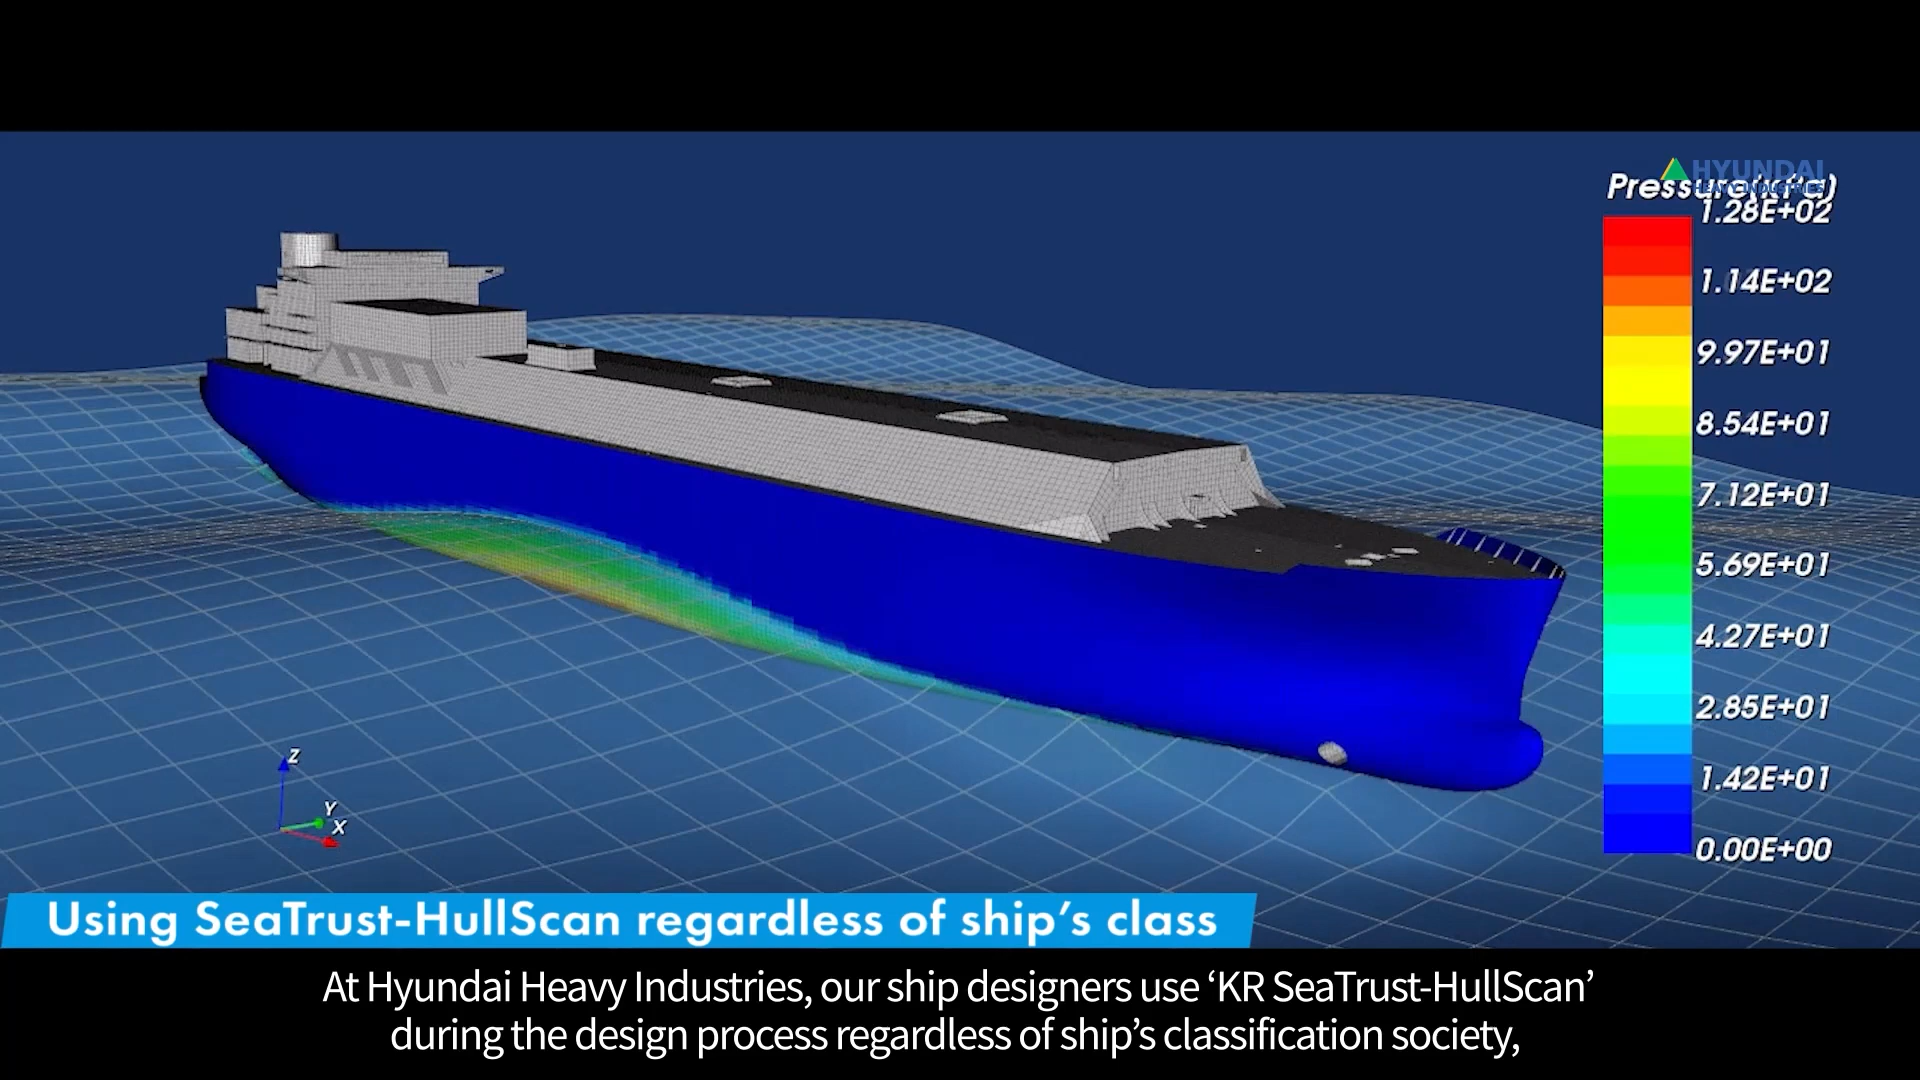 HYUNDAI
HEAVY INDUSTRIES
Pressure(kPa)
1.28E+02
1.14E+02
9.97E+01
8.54E+01
7.12E+01
5.69E+01
4.27E+01
2.85E+01
1.42E+01
0.00E+00
Z
Y
X
Using SeaTrust-HullScan regardless of ship's class
At Hyundai Heavy Industries, our ship designers use ‘KR SeaTrust-HullScan’
during the design process regardless of ship’s classification society,